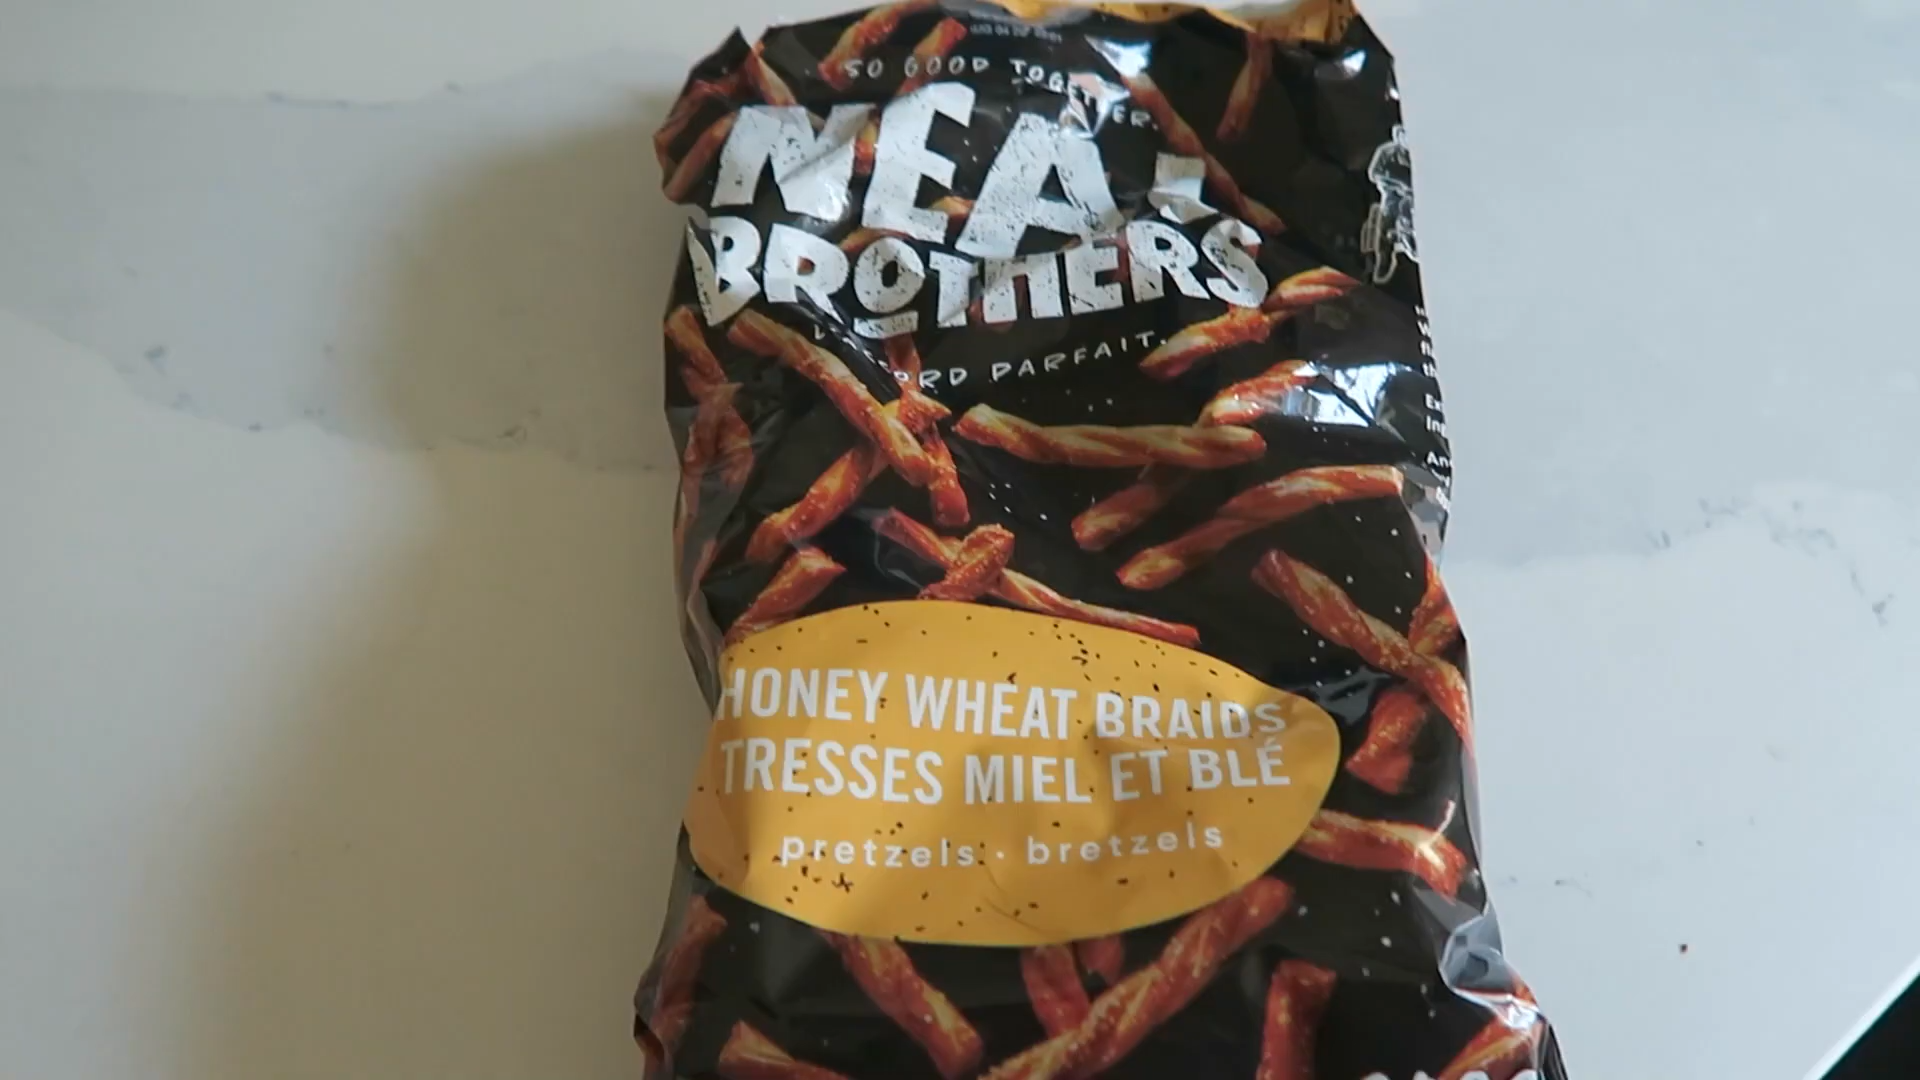 SO GOOD TOGETHER.
NEAL
BROTHERS
PARFAIT.
HONEY WHEAT BRAIDS
TRESSES MIEL ET BLÉ
pretzels · bretzels